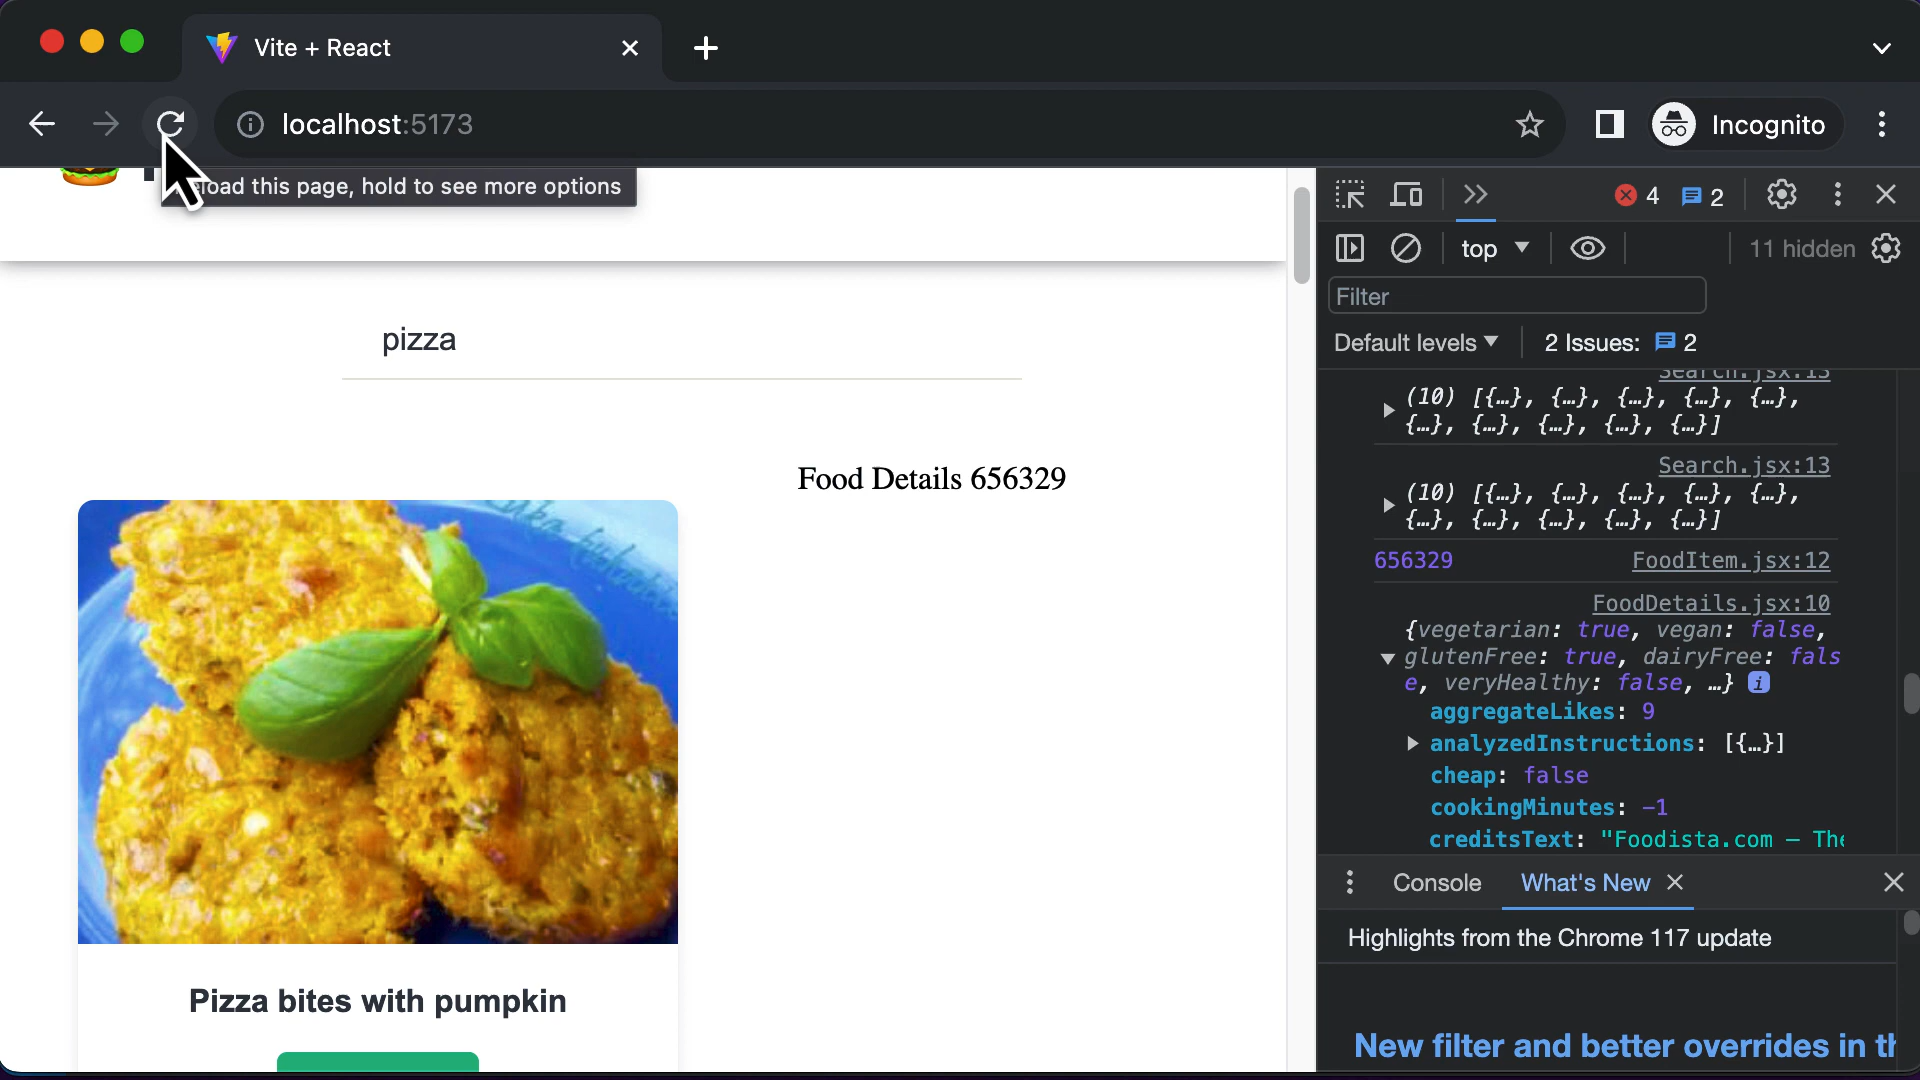 Vite + React
localhost:5173
Incognito
load this page, hold to see more options
4
2
top
11 hidden
Filter
Default levels
2 Issues:
2
pizza
Food Details 656329
Pizza bites with pumpkin
Search.jsx:13
(10) [{…}, {…}, {…}, {…}, {…},
{…}, {…}, {…}, {…}, {…}]
Search.jsx:13
(10) [{…}, {…}, {…}, {…}, {…},
{…}, {…}, {…}, {…}, {…}]
656329
FoodItem.jsx:12
FoodDetails.jsx:10
{vegetarian: true, vegan: false,
glutenFree: true, dairyFree: fals
e, veryHealthy: false, …}
aggregateLikes: 9
analyzedInstructions: [{…}]
cheap: false
cookingMinutes: -1
creditsText: "Foodista.com – The
Console
What's New
Highlights from the Chrome 117 update
New filter and better overrides in th